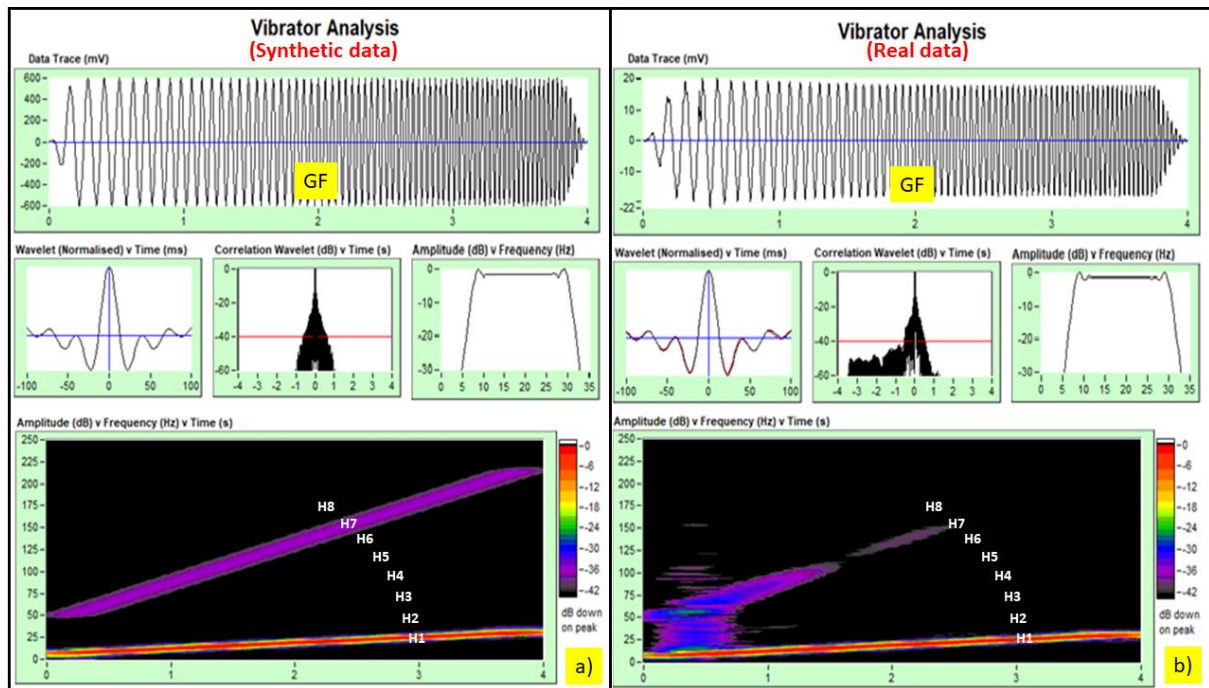 Vibrator Analysis
(Synthetic data)
Data Trace (mV)
600
400
200
0
-200
-400
-600
GF
0 1 2 3 4
Wavelet (Normalised) v Time (ms)
-100 -50 0 50 100
Correlation Wavelet (dB) v Time (s)
0
-20
-40
-60
-4 -3 -2 -1 0 1 2 3 4
Amplitude (dB) v Frequency (Hz)
0
-10
-20
-30
0 5 10 15 20 25 33
Amplitude (dB) v Frequency (Hz) v Time (s)
250
225
200
175
150
125
100
75
50
25
0
H8
H7
H6
H5
H4
H3
H2
H1
0 1 2 3 4
-0
-6
-12
-18
-24
-30
-36
-42
dB down
on peak
a)
Vibrator Analysis
(Real data)
Data Trace (mV)
20
10
0
-10
-22
GF
0 1 2 3 4
Wavelet (Normalised) v Time (ms)
-100 -50 0 50 100
Correlation Wavelet (dB) v Time (s)
0
-20
-40
-60
-4 -3 -2 -1 0 1 2 3 4
Amplitude (dB) v Frequency (Hz)
0
-10
-20
-30
0 5 10 15 20 25 30 35
Amplitude (dB) v Frequency (Hz) v Time (s)
250
225
200
175
150
125
100
75
50
25
0
H8
H7
H6
H5
H4
H3
H2
H1
0 1 2 3 4
-0
-6
-12
-18
-24
-30
-36
-42
dB down
on peak
b)